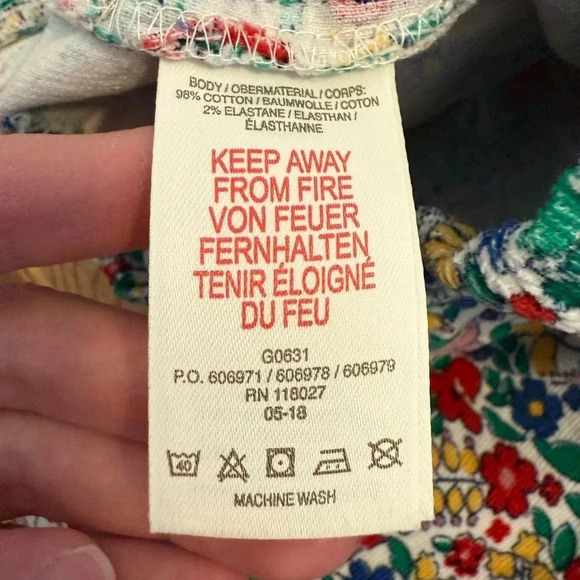 BODY / OBERMATERIAL / CORPS:
98% COTTON / BAUMWOLLE / COTON
2% ELASTANE / ELASTHAN /
ÉLASTHANNE
KEEP AWAY
FROM FIRE
VON FEUER
FERNHALTEN
TENIR ÉLOIGNÉ
DU FEU
G0631
P.O. 606971 / 606978 / 606979
RN 116027
05-18
40
MACHINE WASH